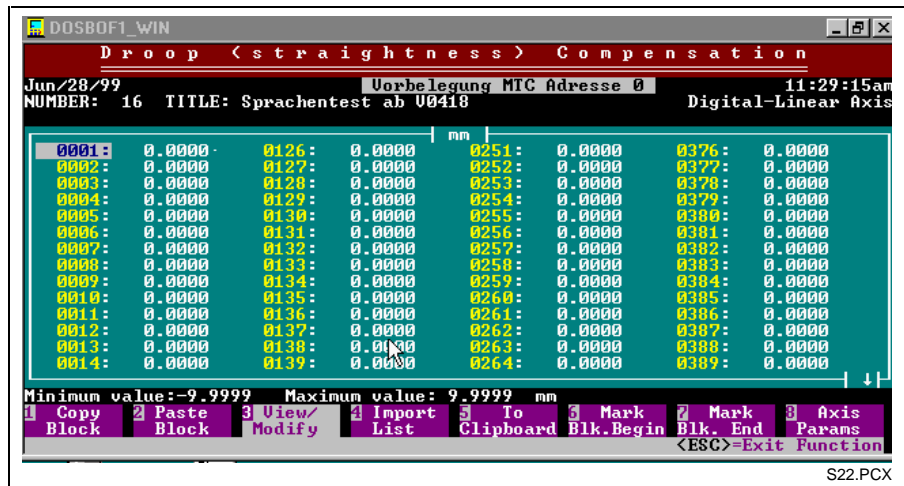 DOSBOF1_WIN
Droop (straightness) Compensation
Jun/28/99 Vorbelegung MTC Adresse 0 11:29:15am
NUMBER: 16 TITLE: Sprachentest ab V0418 Digital-Linear Axis
mm
0001: 0.0000 0126: 0.0000 0251: 0.0000 0376: 0.0000
0002: 0.0000 0127: 0.0000 0252: 0.0000 0377: 0.0000
0003: 0.0000 0128: 0.0000 0253: 0.0000 0378: 0.0000
0004: 0.0000 0129: 0.0000 0254: 0.0000 0379: 0.0000
0005: 0.0000 0130: 0.0000 0255: 0.0000 0380: 0.0000
0006: 0.0000 0131: 0.0000 0256: 0.0000 0381: 0.0000
0007: 0.0000 0132: 0.0000 0257: 0.0000 0382: 0.0000
0008: 0.0000 0133: 0.0000 0258: 0.0000 0383: 0.0000
0009: 0.0000 0134: 0.0000 0259: 0.0000 0384: 0.0000
0010: 0.0000 0135: 0.0000 0260: 0.0000 0385: 0.0000
0011: 0.0000 0136: 0.0000 0261: 0.0000 0386: 0.0000
0012: 0.0000 0137: 0.0000 0262: 0.0000 0387: 0.0000
0013: 0.0000 0138: 0.0000 0263: 0.0000 0388: 0.0000
0014: 0.0000 0139: 0.0000 0264: 0.0000 0389: 0.0000
Minimum value:-9.9999 Maximum value: 9.9999 mm
1 Copy 2 Paste 3 View/ 4 Import 5 To 6 Mark 7 Mark 8 Axis
Block Block Modify List Clipboard Blk.Begin Blk. End Params
<ESC>=Exit Function
S22.PCX